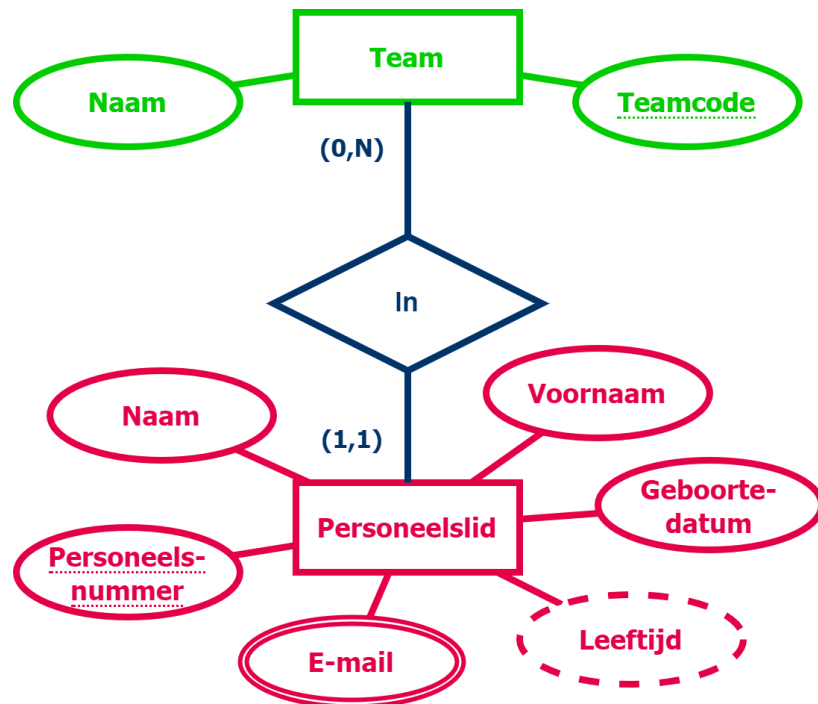 Team
Naam
Teamcode
(0,N)
In
Naam
Voornaam
(1,1)
Personeelslid
Geboorte-
datum
Personeels-
nummer
E-mail
Leeftijd